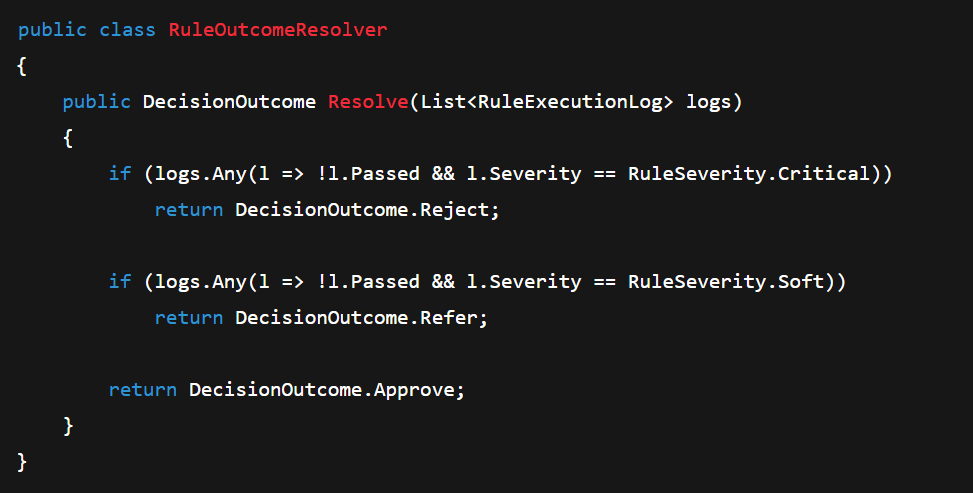 public class RuleOutcomeResolver
{
    public DecisionOutcome Resolve(List<RuleExecutionLog> logs)
    {
        if (logs.Any(l => !l.Passed && l.Severity == RuleSeverity.Critical))
            return DecisionOutcome.Reject;

        if (logs.Any(l => !l.Passed && l.Severity == RuleSeverity.Soft))
            return DecisionOutcome.Refer;

        return DecisionOutcome.Approve;
    }
}